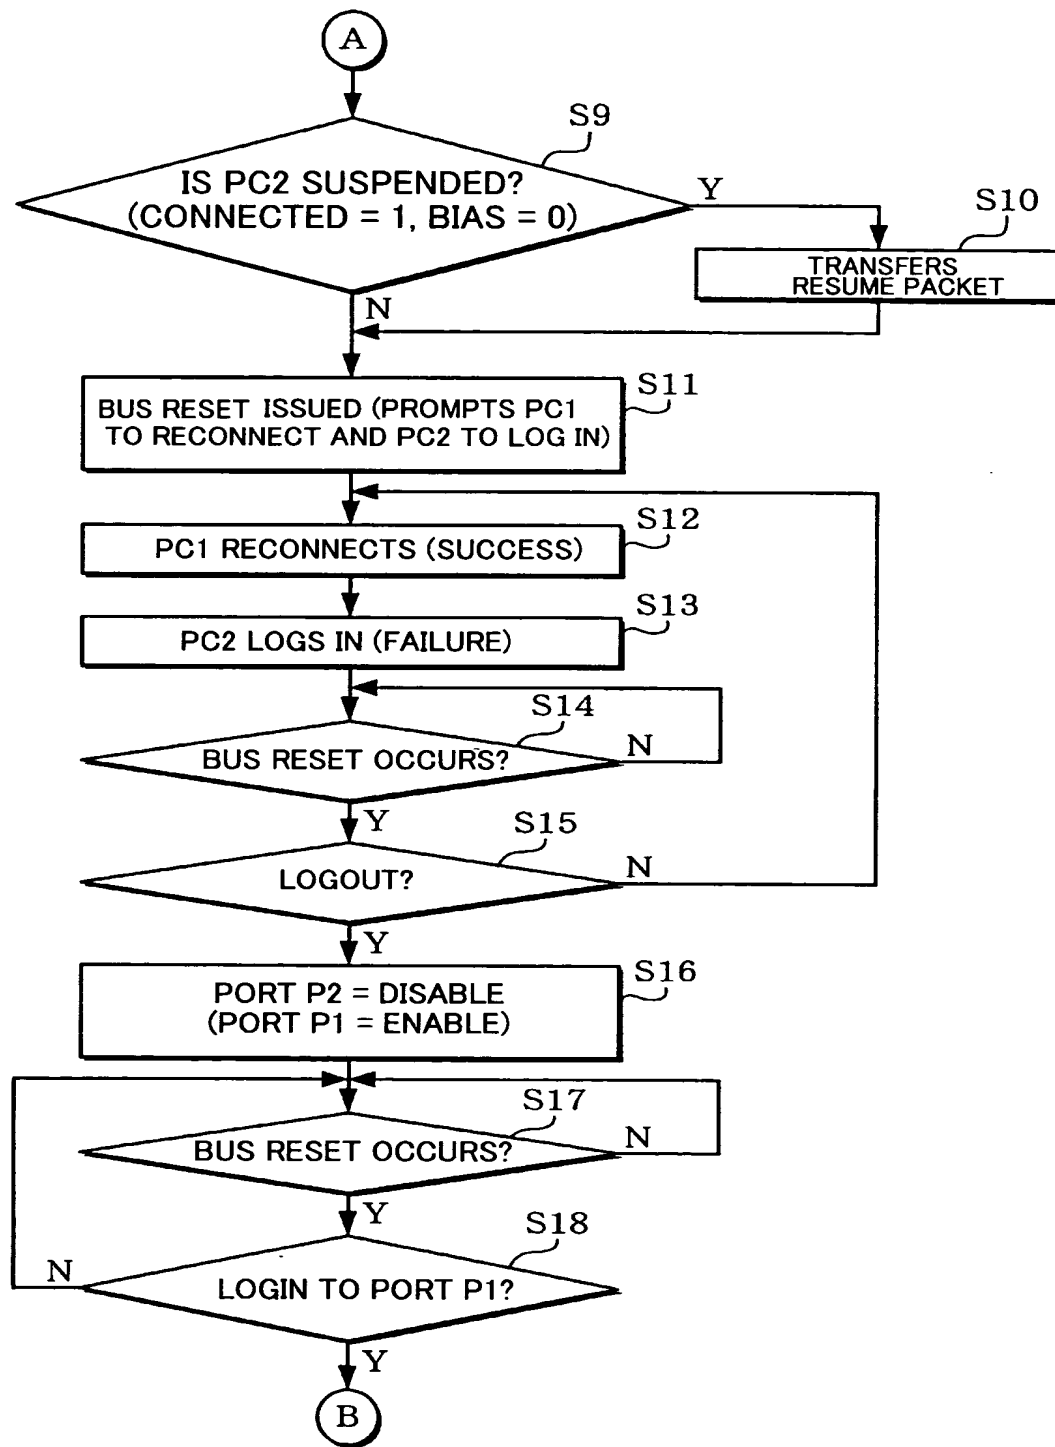 A
S9
IS PC2 SUSPENDED?
(CONNECTED = 1, BIAS = 0)
Y
S10
TRANSFERS
RESUME PACKET
N
S11
BUS RESET ISSUED (PROMPTS PC1
TO RECONNECT AND PC2 TO LOG IN)
S12
PC1 RECONNECTS (SUCCESS)
S13
PC2 LOGS IN (FAILURE)
S14
BUS RESET OCCURS?
N
Y
S15
LOGOUT?
N
Y
S16
PORT P2 = DISABLE
(PORT P1 = ENABLE)
S17
BUS RESET OCCURS?
N
Y
S18
N
LOGIN TO PORT P1?
Y
B